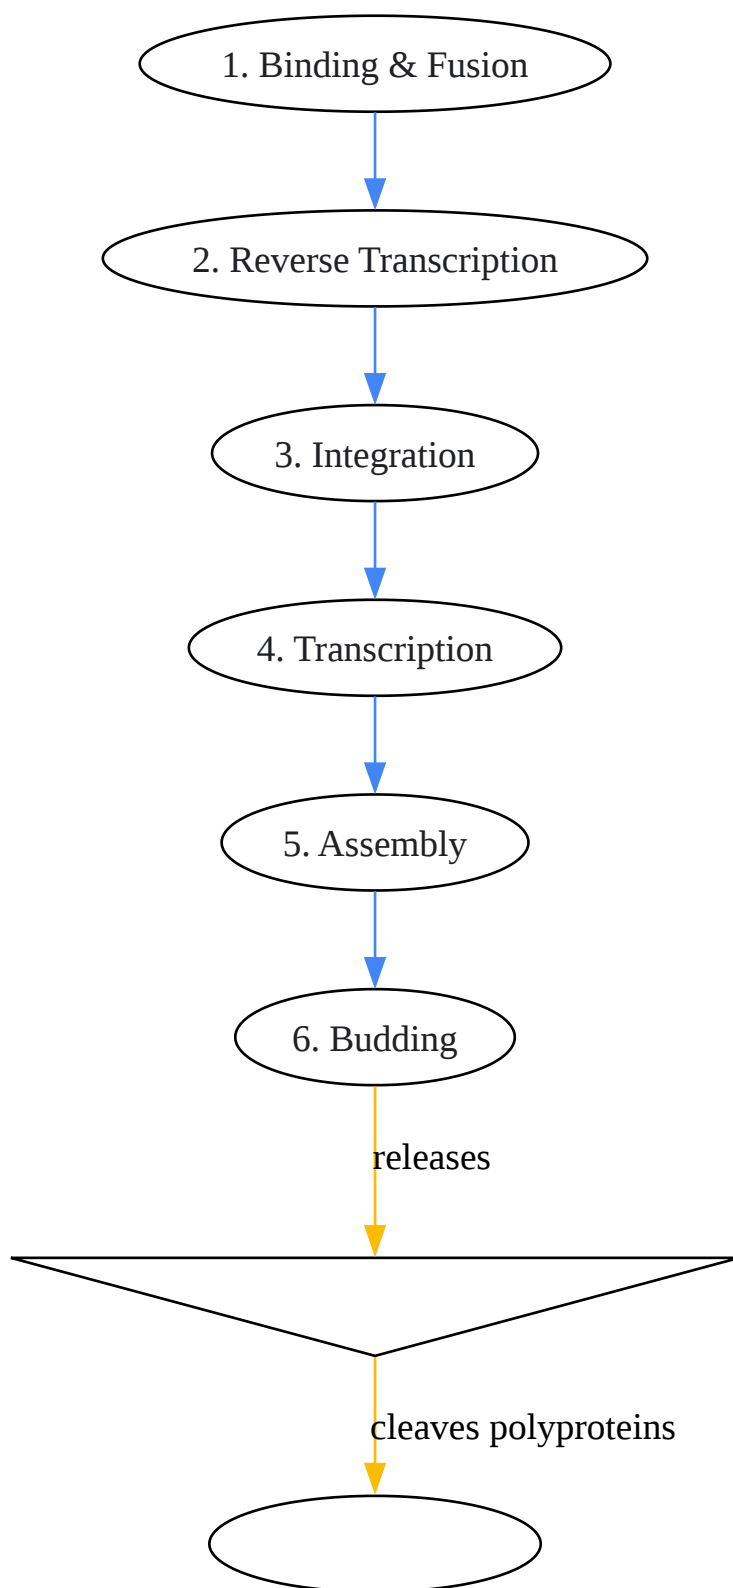 1. Binding & Fusion
2. Reverse Transcription
3. Integration
4. Transcription
5. Assembly
6. Budding
releases
cleaves polyproteins